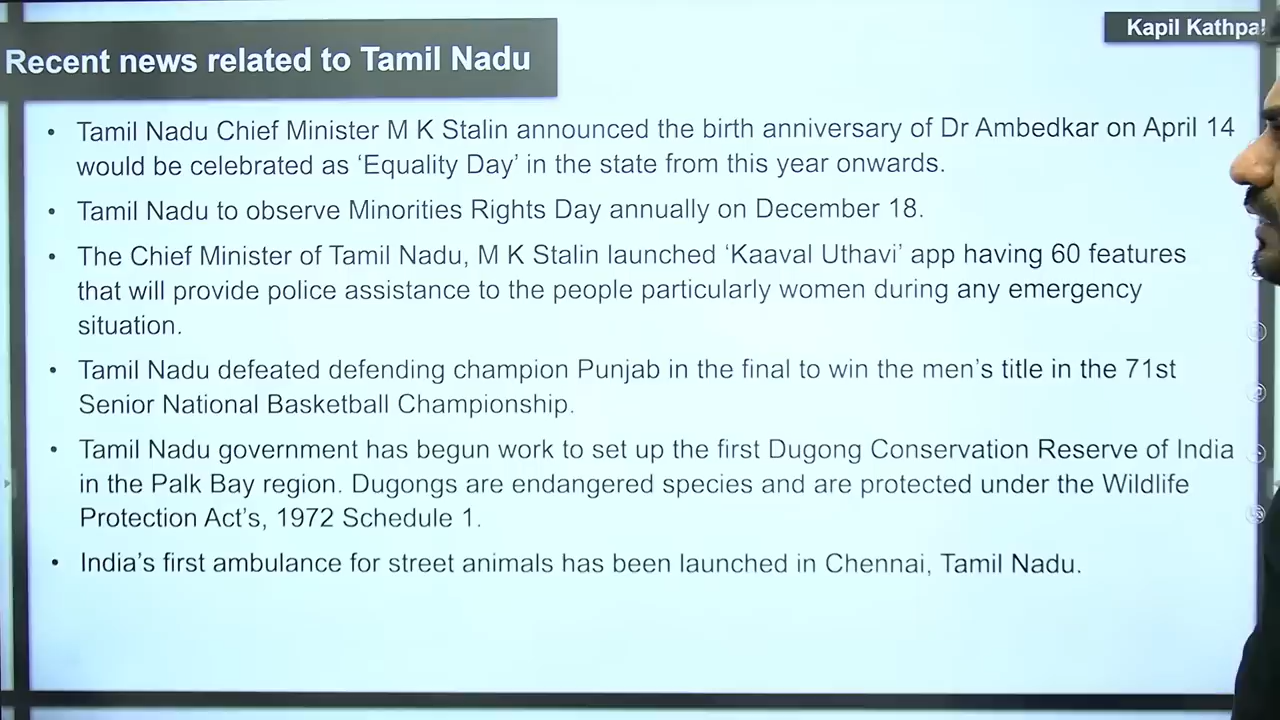 Kapil Kathpal
Recent news related to Tamil Nadu
• Tamil Nadu Chief Minister M K Stalin announced the birth anniversary of Dr Ambedkar on April 14
would be celebrated as ‘Equality Day’ in the state from this year onwards.
• Tamil Nadu to observe Minorities Rights Day annually on December 18.
• The Chief Minister of Tamil Nadu, M K Stalin launched ‘Kaaval Uthavi’ app having 60 features
that will provide police assistance to the people particularly women during any emergency
situation.
• Tamil Nadu defeated defending champion Punjab in the final to win the men’s title in the 71st
Senior National Basketball Championship.
• Tamil Nadu government has begun work to set up the first Dugong Conservation Reserve of India
in the Palk Bay region. Dugongs are endangered species and are protected under the Wildlife
Protection Act’s, 1972 Schedule 1.
• India’s first ambulance for street animals has been launched in Chennai, Tamil Nadu.